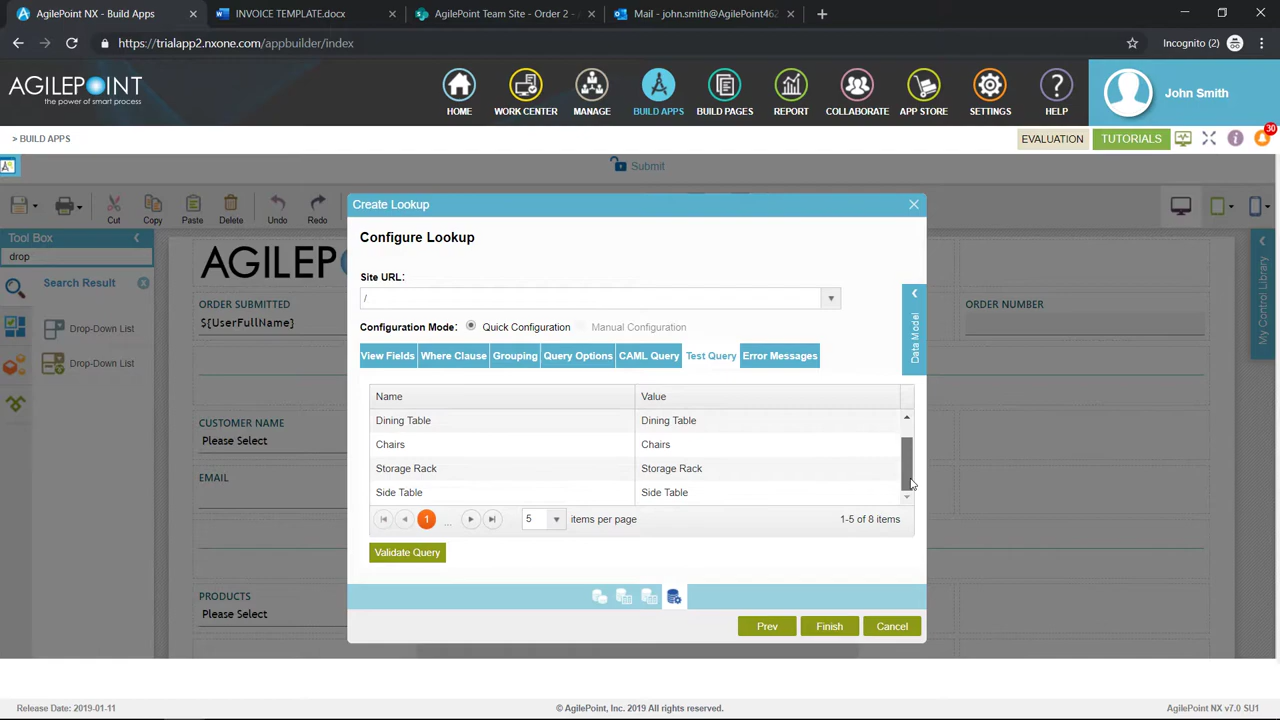 AgilePoint NX - Build Apps
INVOICE TEMPLATE.docx
AgilePoint Team Site - Order 2 -
Mail - john.smith@AgilePoint462
https://trialapp2.nxone.com/appbuilder/index
Incognito (2)
AGILEPOINT
the power of smart process
HOME
WORK CENTER
MANAGE
BUILD APPS
BUILD PAGES
REPORT
COLLABORATE
APP STORE
SETTINGS
HELP
John Smith
> BUILD APPS
EVALUATION
TUTORIALS
30
Submit
Cut
Copy
Paste
Delete
Undo
Redo
Tool Box
drop
Search Result
Drop-Down List
Drop-Down List
AGILEP
ORDER SUBMITTED
${UserFullName}
CUSTOMER NAME
Please Select
EMAIL
PRODUCTS
Please Select
ORDER NUMBER
My Control Library
Create Lookup
Configure Lookup
Site URL:
/
Configuration Mode:
Quick Configuration
Manual Configuration
Data Model
View Fields
Where Clause
Grouping
Query Options
CAML Query
Test Query
Error Messages
Name
Value
Dining Table
Dining Table
Chairs
Chairs
Storage Rack
Storage Rack
Side Table
Side Table
1
...
5
items per page
1-5 of 8 items
Validate Query
Prev
Finish
Cancel
Release Date: 2019-01-11
© AgilePoint, Inc. 2019 All rights reserved.
AgilePoint NX v7.0 SU1